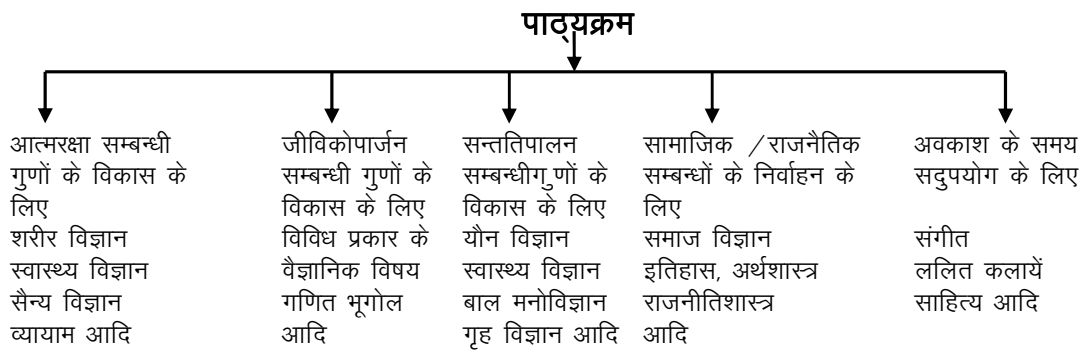 पाठ्यक्रम
आत्मरक्षा सम्बन्धी
गुणों के विकास के
लिए
शरीर विज्ञान
स्वास्थ्य विज्ञान
सैन्य विज्ञान
व्यायाम आदि
जीविकोपार्जन
सम्बन्धी गुणों के
विकास के लिए
विविध प्रकार के
वैज्ञानिक विषय
गणित भूगोल
आदि
सन्ततिपालन
सम्बन्धीगुणों के
विकास के लिए
यौन विज्ञान
स्वास्थ्य विज्ञान
बाल मनोविज्ञान
गृह विज्ञान आदि
सामाजिक /राजनैतिक
सम्बन्धों के निर्वाहन के
लिए
समाज विज्ञान
इतिहास, अर्थशास्त्र
राजनीतिशास्त्र
आदि
अवकाश के समय
सदुपयोग के लिए
संगीत
ललित कलायें
साहित्य आदि